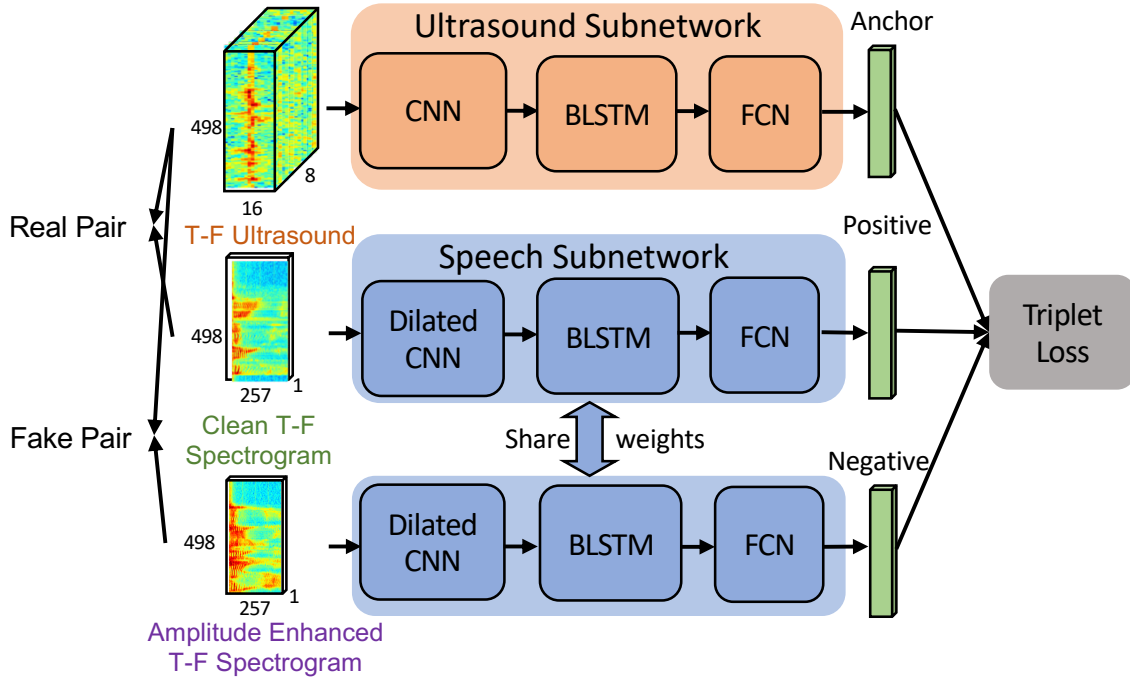 Ultrasound Subnetwork
Anchor
CNN
BLSTM
FCN
498
8
16
T-F Ultrasound
Real Pair
Speech Subnetwork
Positive
Dilated
CNN
BLSTM
FCN
498
257
1
Clean T-F
Spectrogram
Triplet
Loss
Fake Pair
Share weights
Negative
Dilated
CNN
BLSTM
FCN
498
257
1
Amplitude Enhanced
T-F Spectrogram